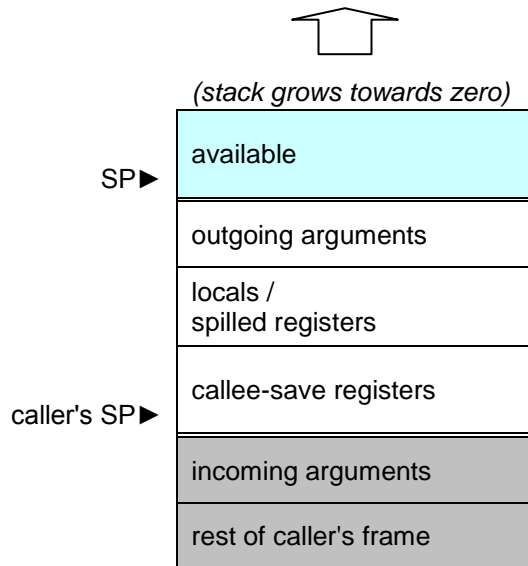 (stack grows towards zero)
available
SP►
outgoing arguments
locals /
spilled registers
callee-save registers
caller's SP►
incoming arguments
rest of caller's frame